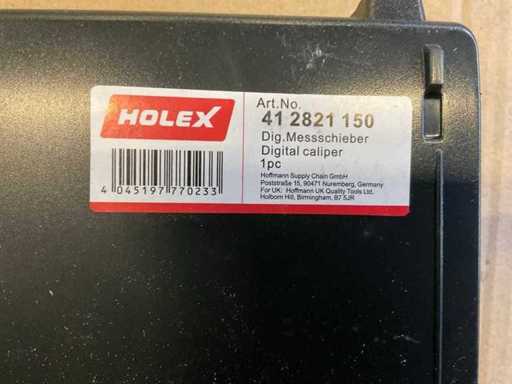 HOLEX
4 045197 770233
Art.No.
41 2821 150
Dig.Messschieber
Digital caliper
1pc
Hoffmann Supply Chain GmbH
Poststraße 15, 90471 Nuremberg, Germany
For UK: Hoffmann UK Quality Tools Ltd.
Holborn Hill, Birmingham, B7 5JR